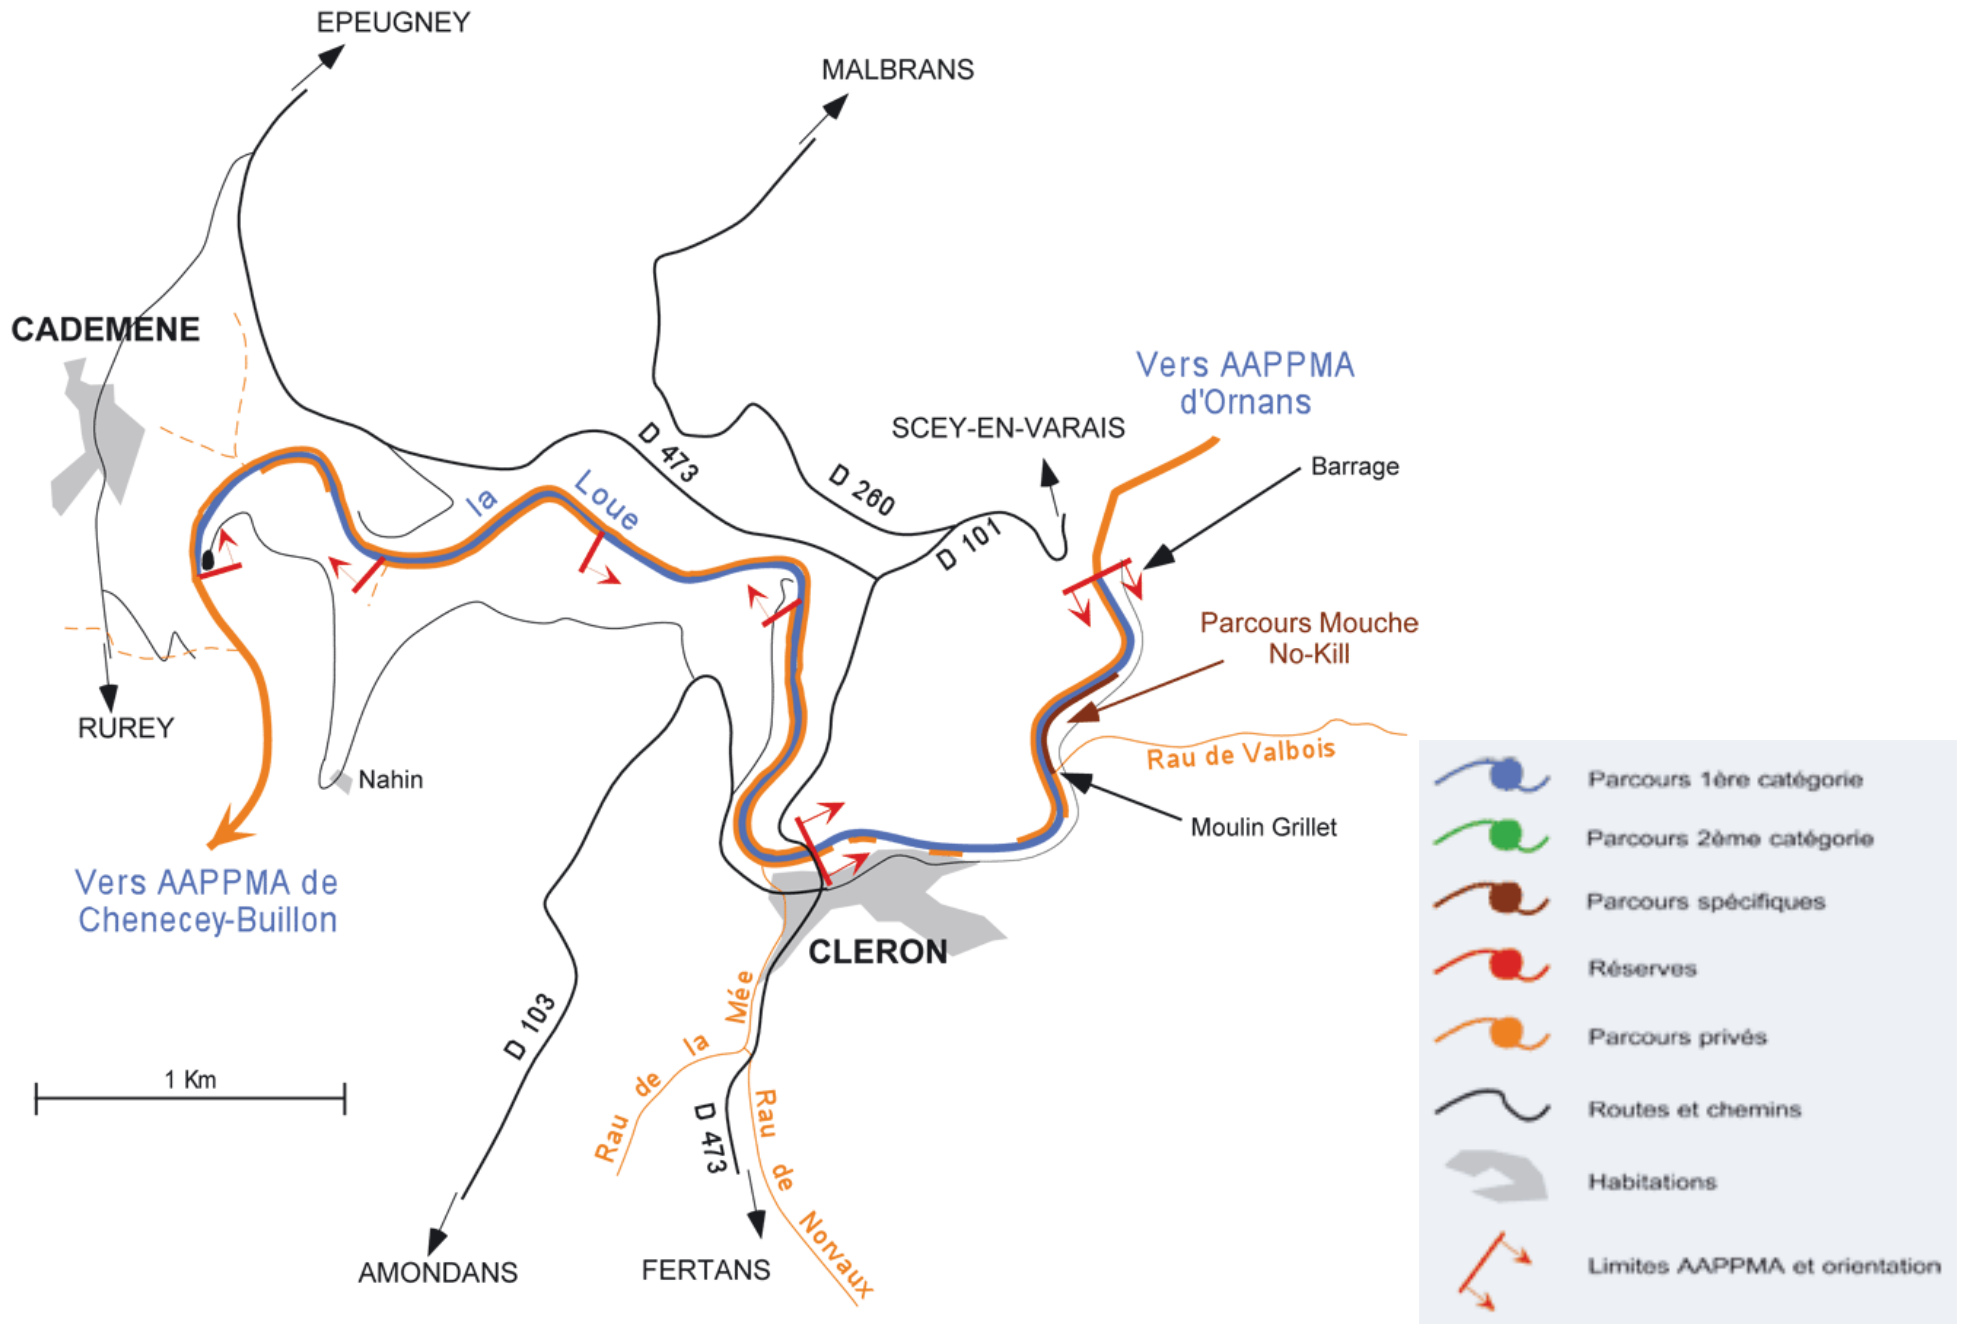 EPEUGNEY
MALBRANS
CADEMENE
Vers AAPPMA
d'Ornans
SCEY-EN-VARAIS
D 473
Barrage
la Loue
D 260
D 101
Parcours Mouche
No-Kill
RUREY
Rau de Valbois
Nahin
Moulin Grillet
Vers AAPPMA de
Chenecey-Buillon
CLERON
D 103
Rau de la Mée
1 Km
D 473
Rau de Norvaux
AMONDANS
FERTANS
Parcours 1ère catégorie
Parcours 2ème catégorie
Parcours spécifiques
Réserves
Parcours privés
Routes et chemins
Habitations
Limites AAPPMA et orientation